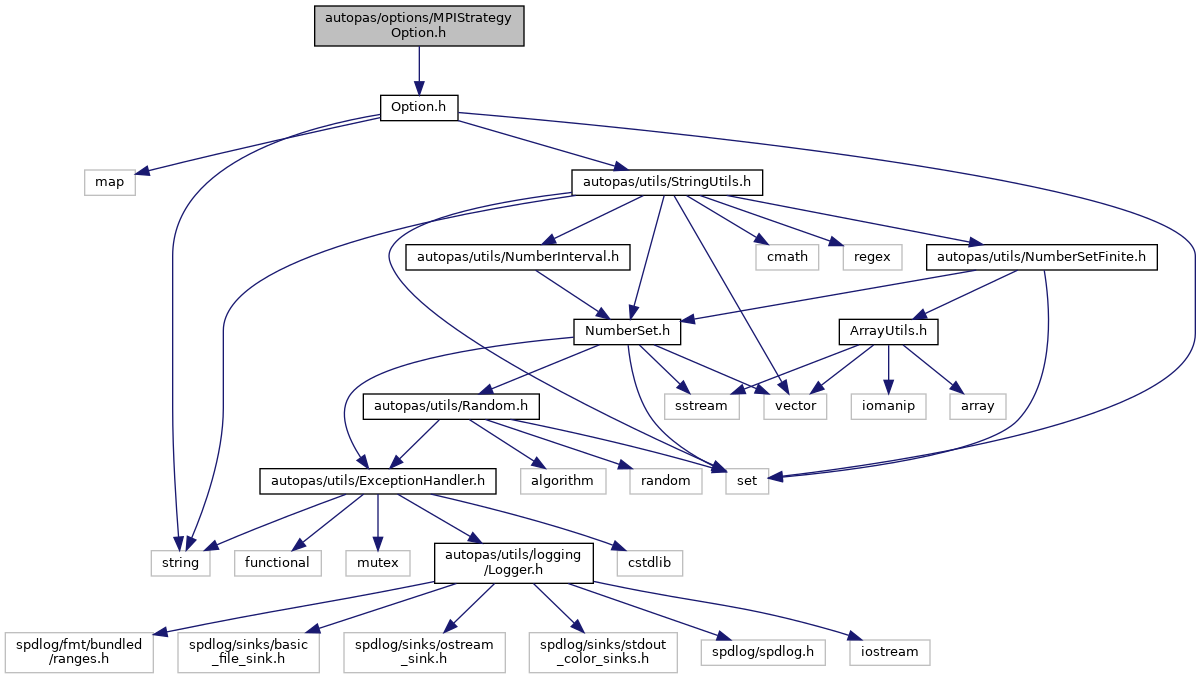 autopas/options/MPIStrategy
Option.h
Option.h
map
autopas/utils/StringUtils.h
autopas/utils/NumberInterval.h
cmath
regex
autopas/utils/NumberSetFinite.h
NumberSet.h
ArrayUtils.h
autopas/utils/Random.h
sstream
vector
iomanip
array
autopas/utils/ExceptionHandler.h
algorithm
random
set
string
functional
mutex
autopas/utils/logging
/Logger.h
cstdlib
spdlog/fmt/bundled
/ranges.h
spdlog/sinks/basic
_file_sink.h
spdlog/sinks/ostream
_sink.h
spdlog/sinks/stdout
_color_sinks.h
spdlog/spdlog.h
iostream